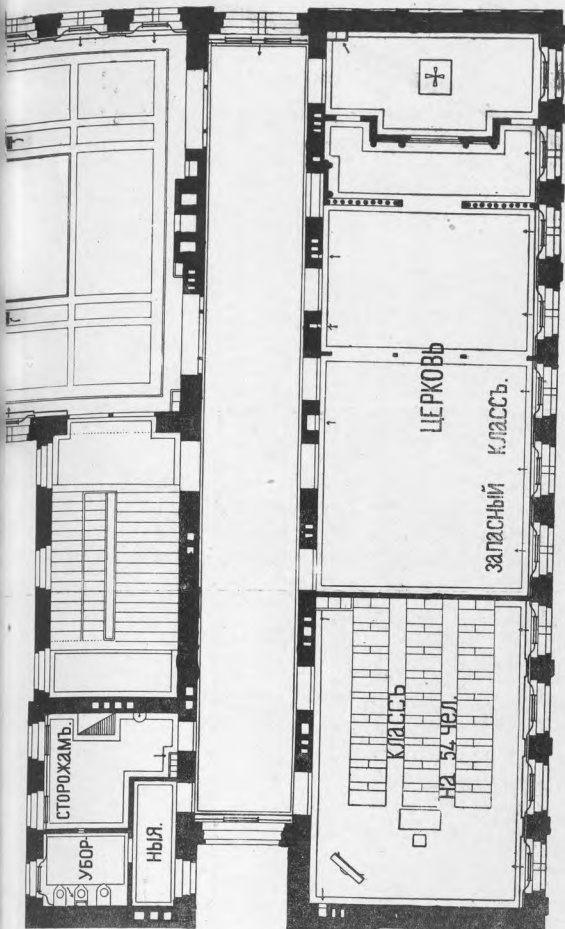 ЦЕРКОВЬ
ЗАПАСНЫЙ КЛАССЪ.
КЛАССЪ
на 54 чел.
СТОРОЖАМЪ.
УБОР-
НЫЯ.